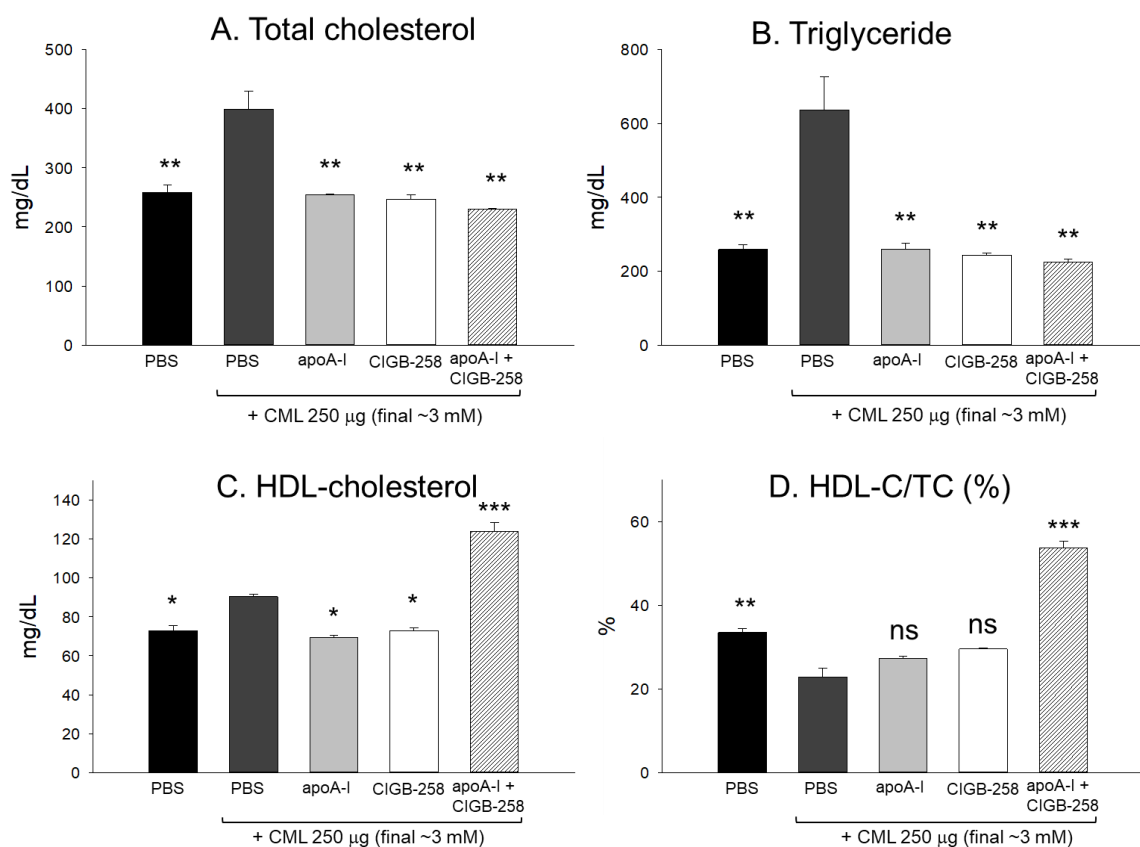 A. Total cholesterol
500
400
300
200
100
0
mg/dL
**
**
**
**
PBS
PBS
apoA-I
CIGB-258
apoA-I +
CIGB-258
+ CML 250 μg (final ~3 mM)
B. Triglyceride
800
600
400
200
0
mg/dL
**
**
**
**
PBS
PBS
apoA-I
CIGB-258
apoA-I +
CIGB-258
+ CML 250 μg (final ~3 mM)
C. HDL-cholesterol
140
120
100
80
60
40
20
0
mg/dL
*
*
*
***
PBS
PBS
apoA-I
CIGB-258
apoA-I +
CIGB-258
+ CML 250 μg (final ~3 mM)
D. HDL-C/TC (%)
60
40
20
0
%
**
ns
ns
***
PBS
PBS
apoA-I
CIGB-258
apoA-I +
CIGB-258
+ CML 250 μg (final ~3 mM)